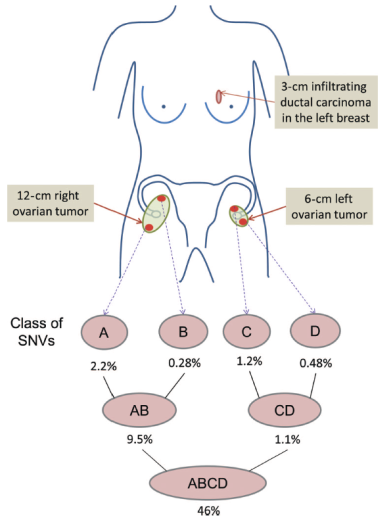 3-cm infiltrating
ductal carcinoma
in the left breast
12-cm right
ovarian tumor
6-cm left
ovarian tumor
Class of
SNVs
A
B
C
D
2.2%
0.28%
1.2%
0.48%
AB
CD
9.5%
1.1%
ABCD
46%